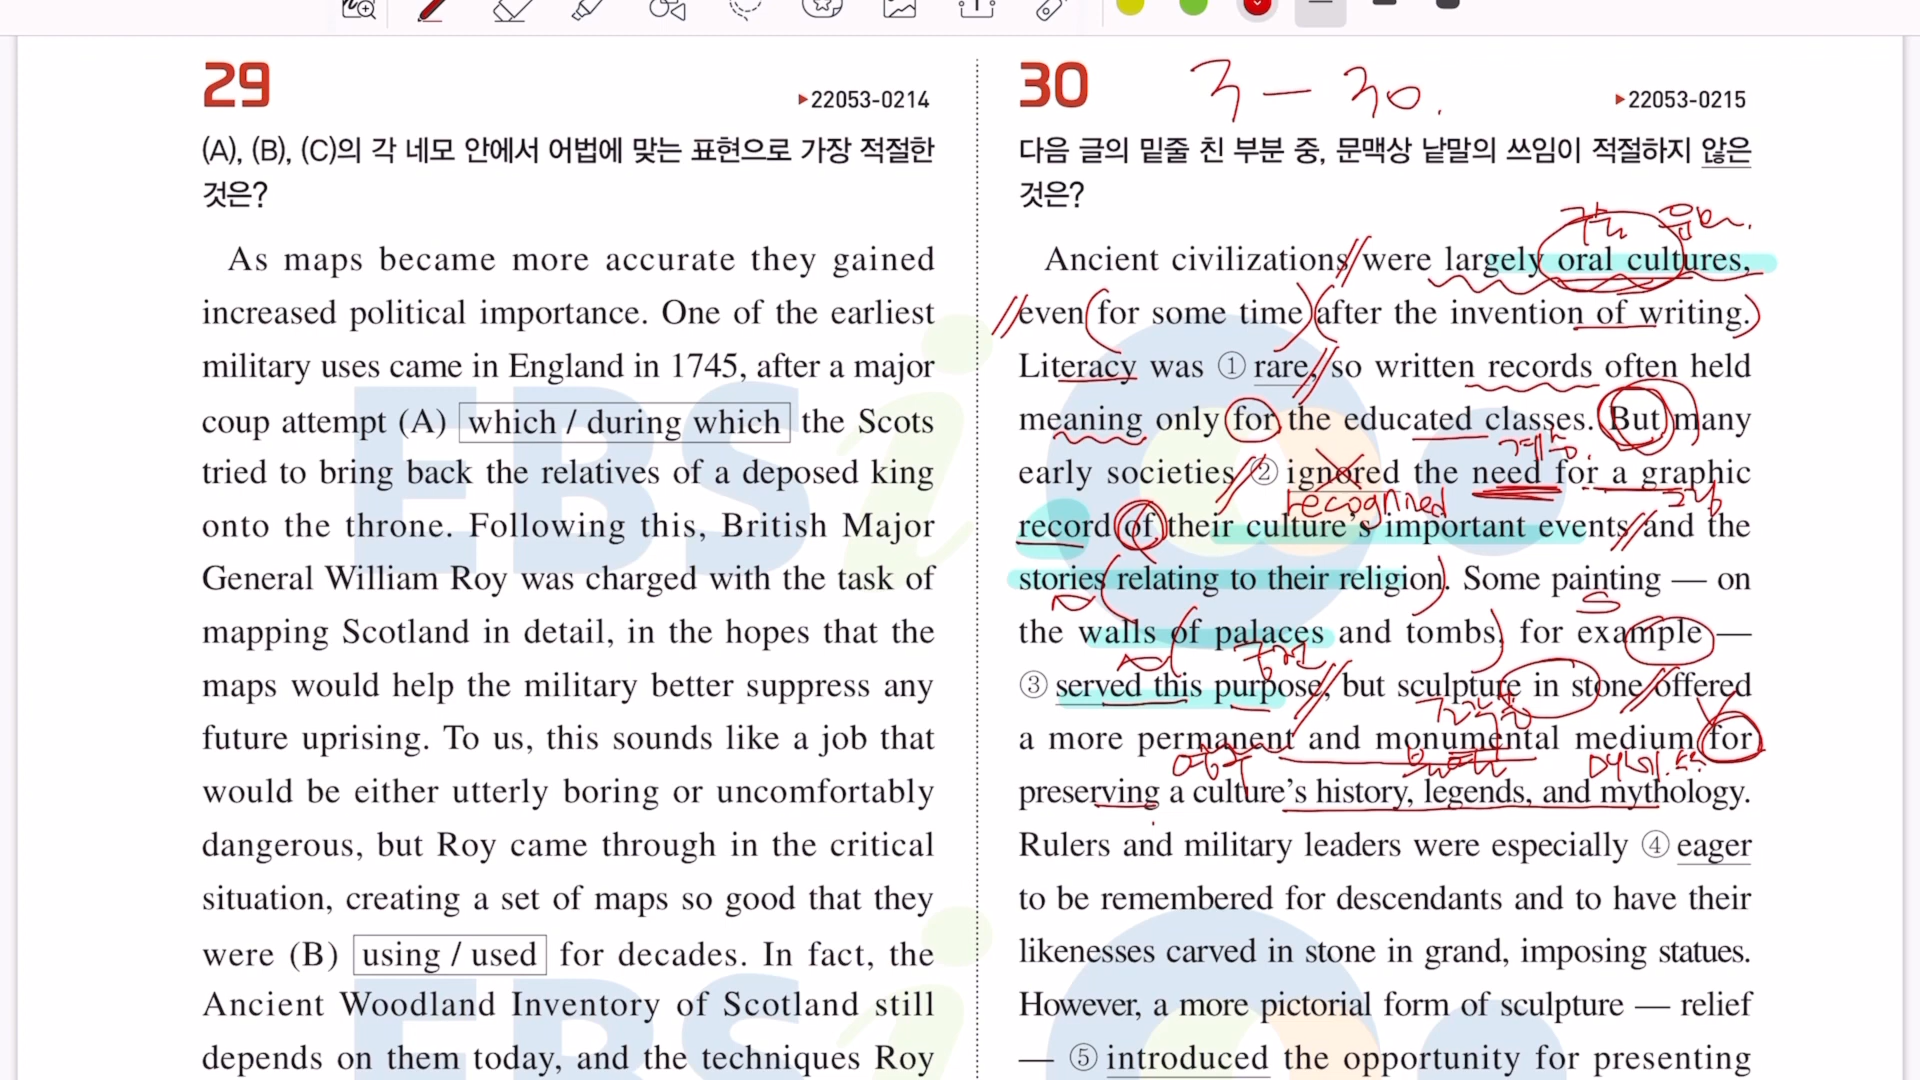 29
▶22053-0214
(A), (B), (C)의 각 네모 안에서 어법에 맞는 표현으로 가장 적절한
것은?
As maps became more accurate they gained
increased political importance. One of the earliest
military uses came in England in 1745, after a major
coup attempt (A) which / during which the Scots
tried to bring back the relatives of a deposed king
onto the throne. Following this, British Major
General William Roy was charged with the task of
mapping Scotland in detail, in the hopes that the
maps would help the military better suppress any
future uprising. To us, this sounds like a job that
would be either utterly boring or uncomfortably
dangerous, but Roy came through in the critical
situation, creating a set of maps so good that they
were (B) using / used for decades. In fact, the
Ancient Woodland Inventory of Scotland still
depends on them today, and the techniques Roy
30
3 - 30.
▶22053-0215
다음 글의 밑줄 친 부분 중, 문맥상 낱말의 쓰임이 적절하지 않은
것은?
Ancient civilizations were largely oral cultures,
even for some time after the invention of writing.
Literacy was ① rare, so written records often held
meaning only for the educated classes. But many
early societies ② ignored the need for a graphic
recognized
record of their culture's important events and the
stories relating to their religion. Some painting — on
S
the walls of palaces and tombs, for example —
③ served this purpose, but sculpture in stone offered
a more permanent and monumental medium for
preserving a culture's history, legends, and mythology.
Rulers and military leaders were especially ④ eager
to be remembered for descendants and to have their
likenesses carved in stone in grand, imposing statues.
However, a more pictorial form of sculpture — relief
— ⑤ introduced the opportunity for presenting